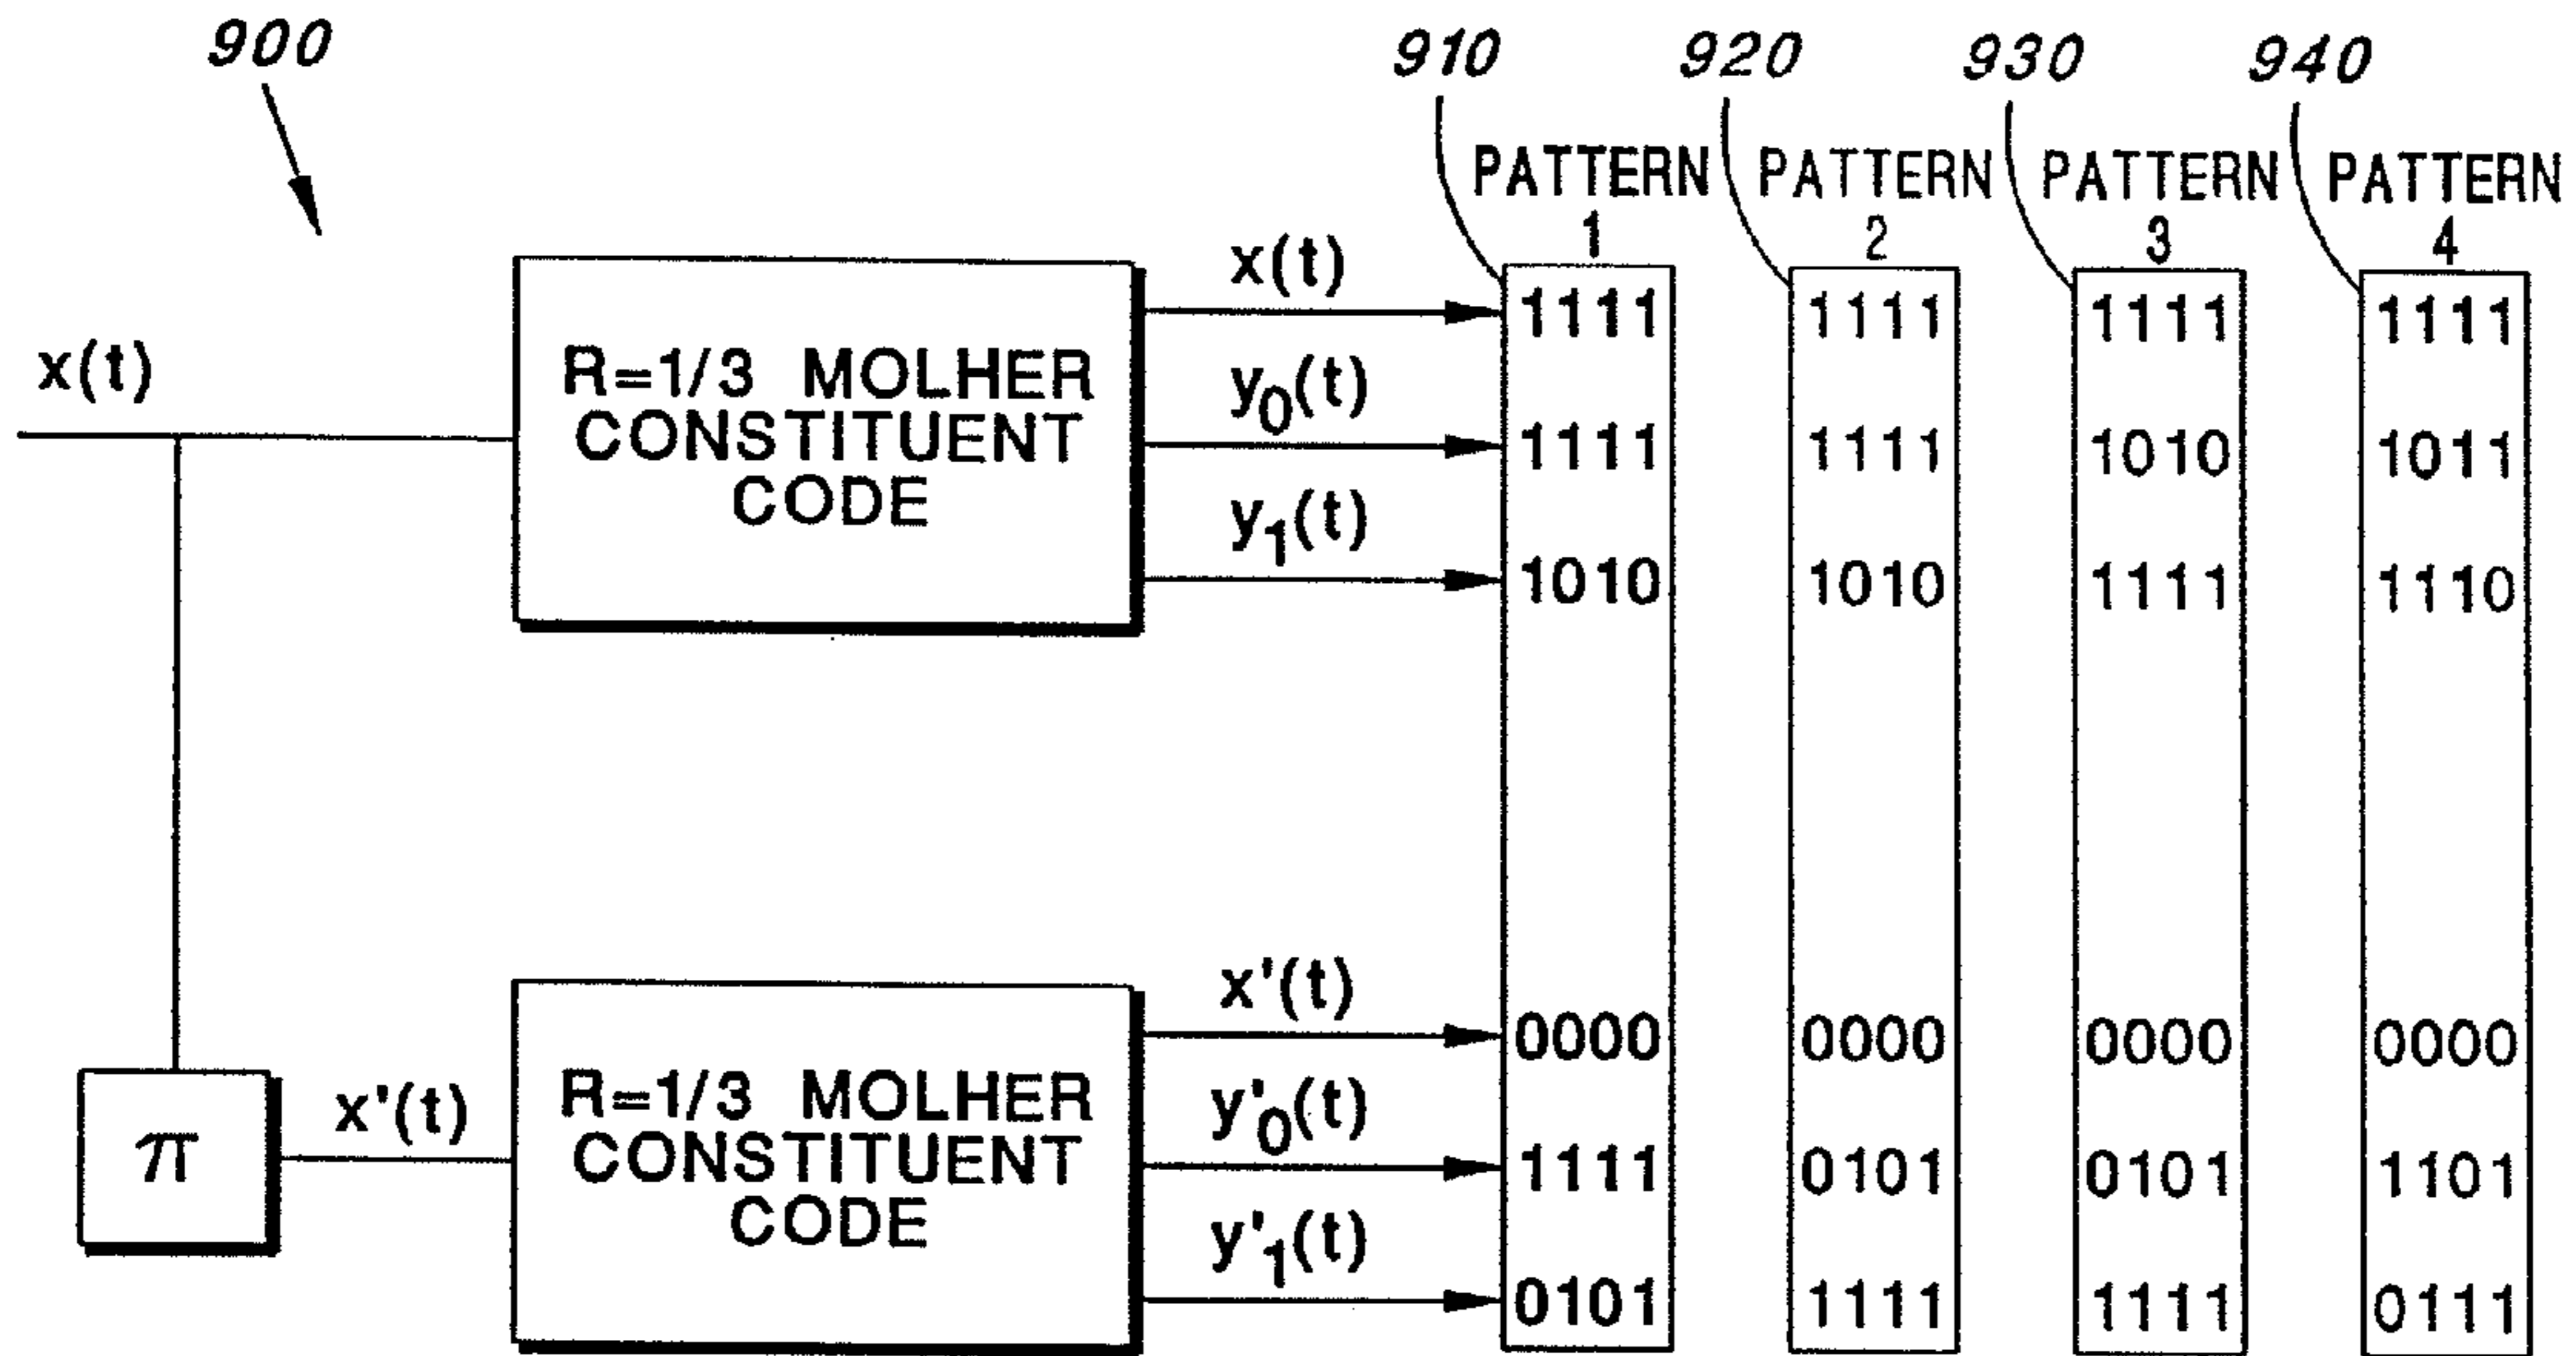 900
910 920 930 940
PATTERN 1
PATTERN 2
PATTERN 3
PATTERN 4
x(t)
R=1/3 MOLHER
CONSTITUENT
CODE
x(t) 1111 1111 1111 1111
y0(t) 1111 1111 1010 1011
y1(t) 1010 1010 1111 1110
π
x'(t)
R=1/3 MOLHER
CONSTITUENT
CODE
x'(t) 0000 0000 0000 0000
y'0(t) 1111 0101 0101 1101
y'1(t) 0101 1111 1111 0111